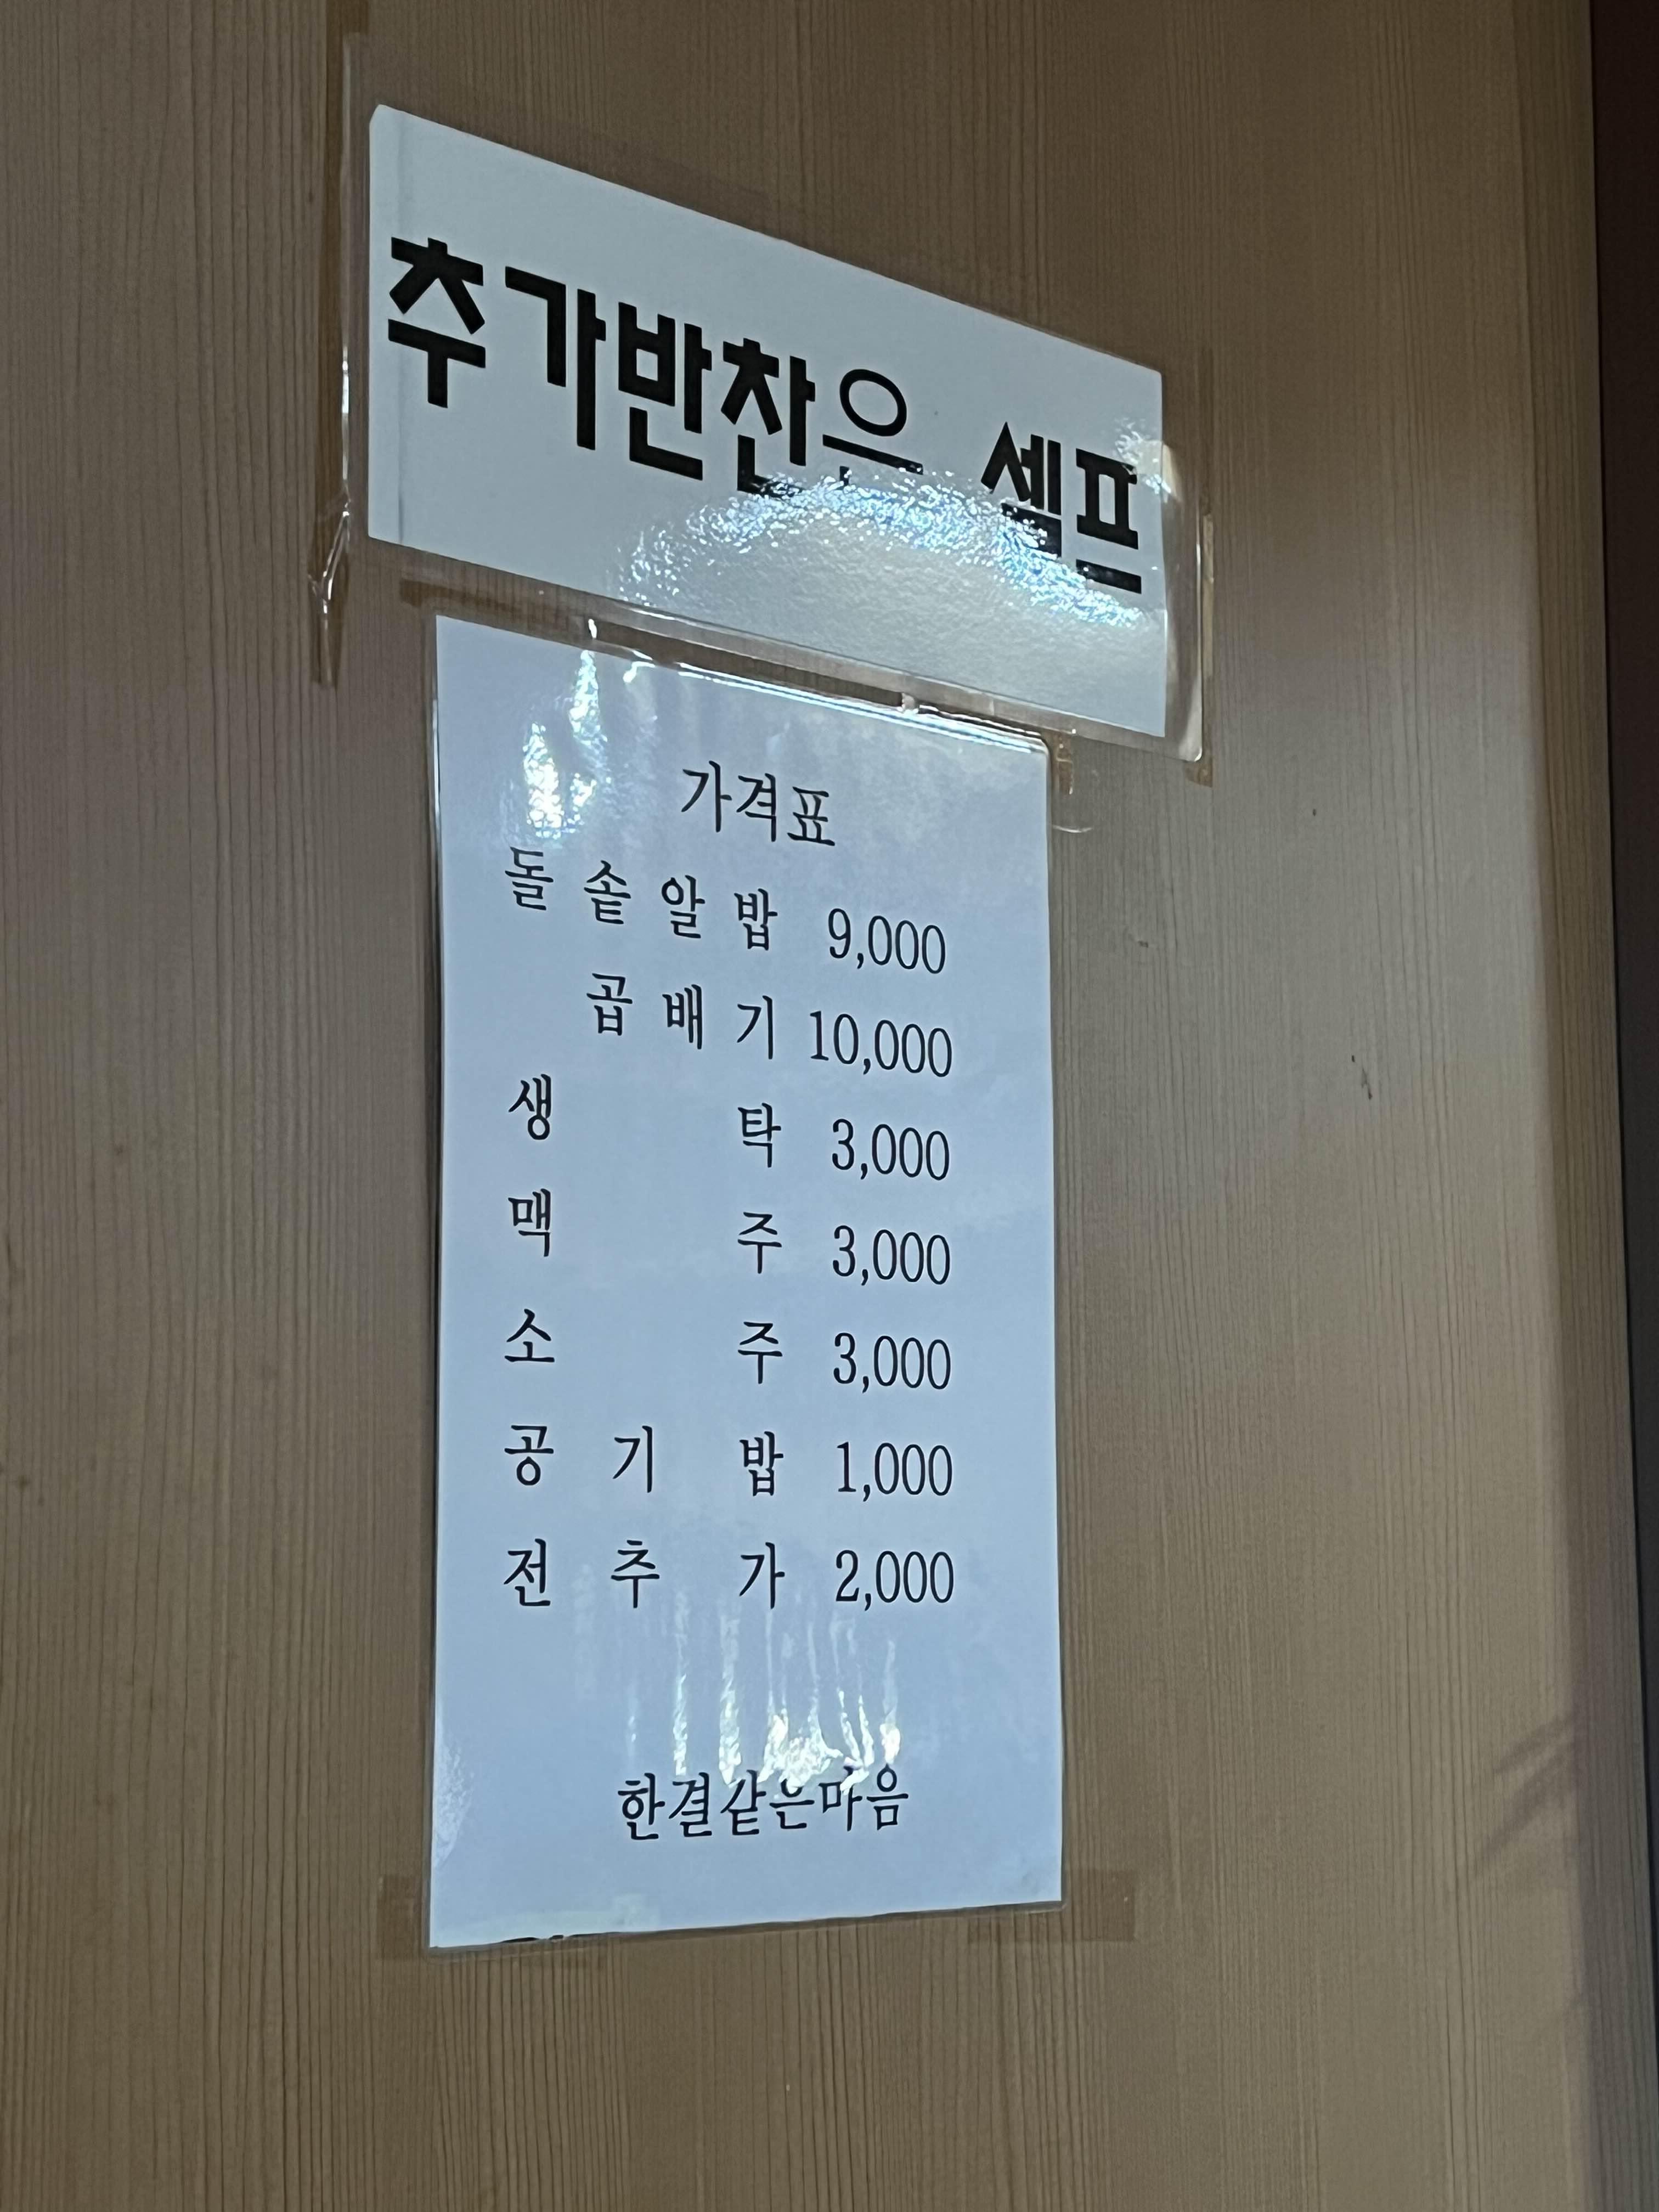 추가반찬은 셀프
가격표
돌솥알밥 9,000
곱배기 10,000
생탁 3,000
맥주 3,000
소주 3,000
공기밥 1,000
전추가 2,000
한결같은마음